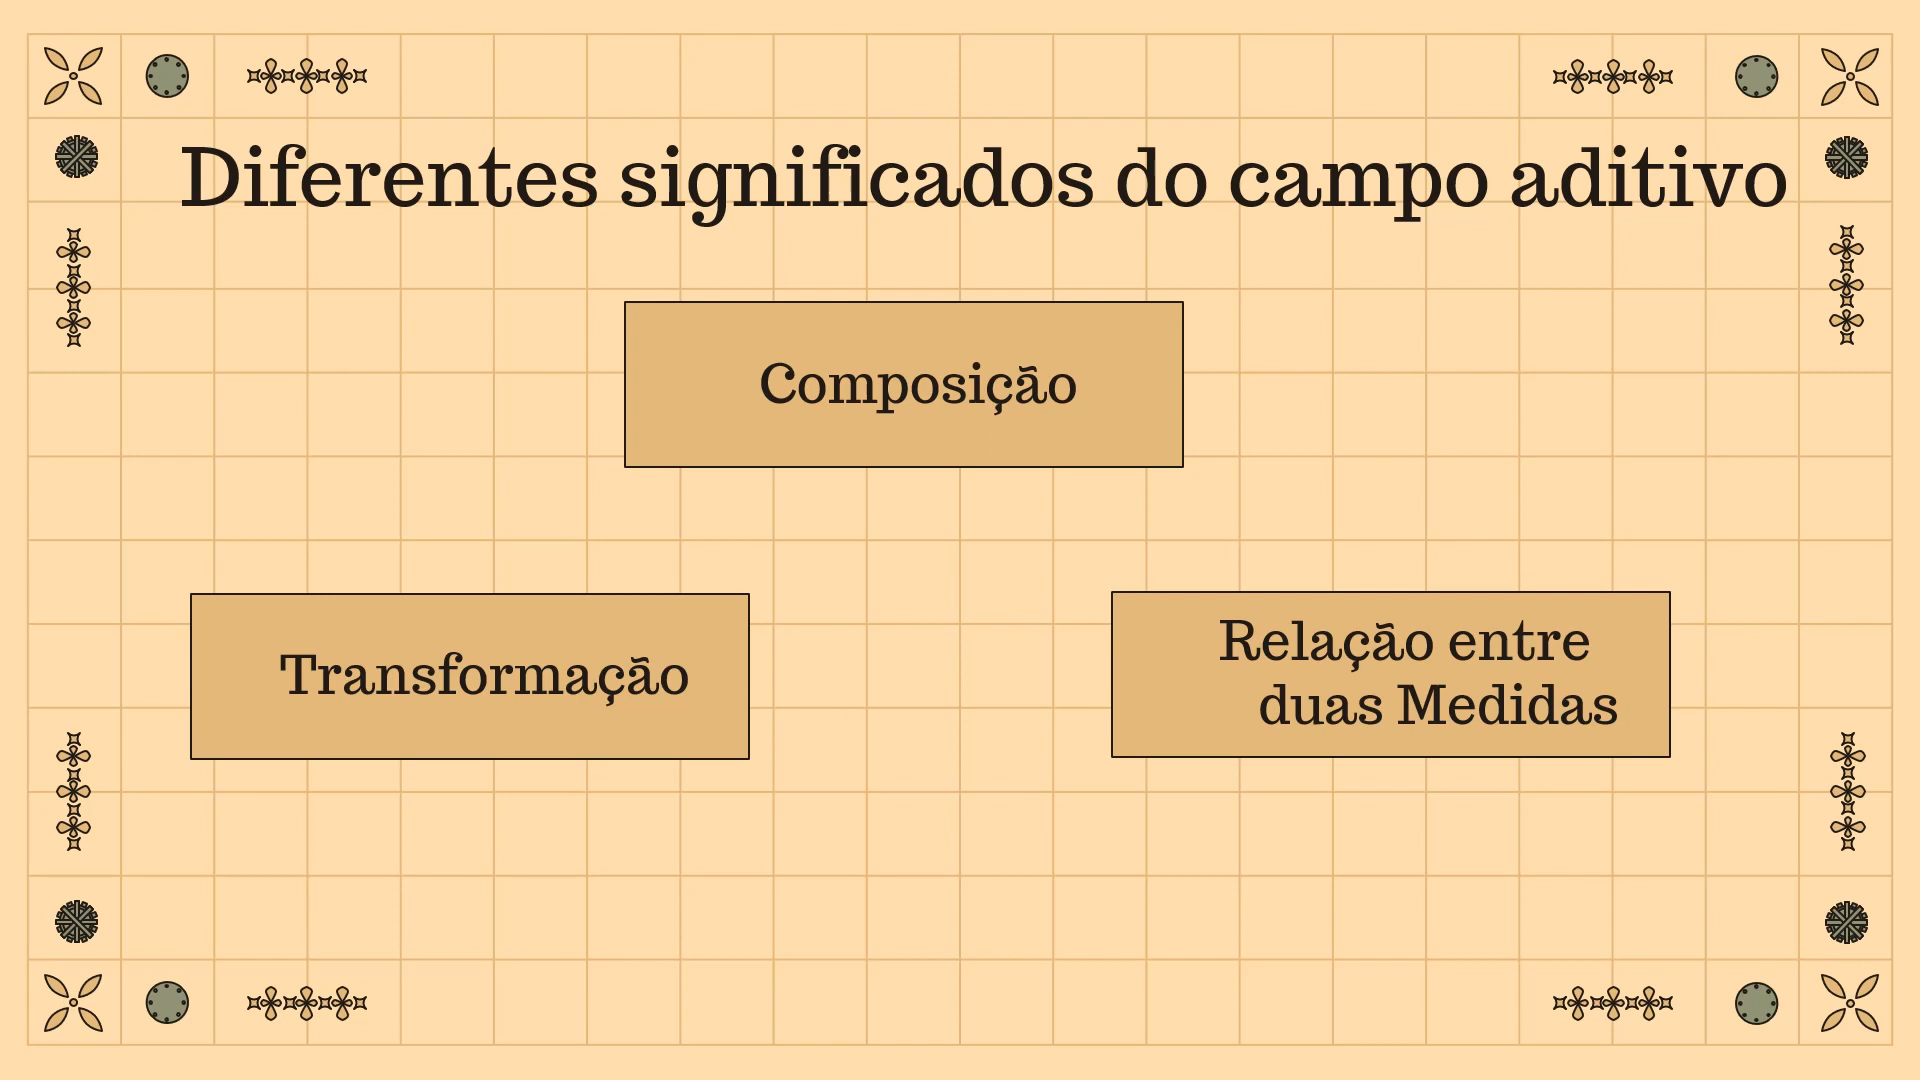 Diferentes significados do campo aditivo
Composição
Transformação
Relação entre
duas Medidas